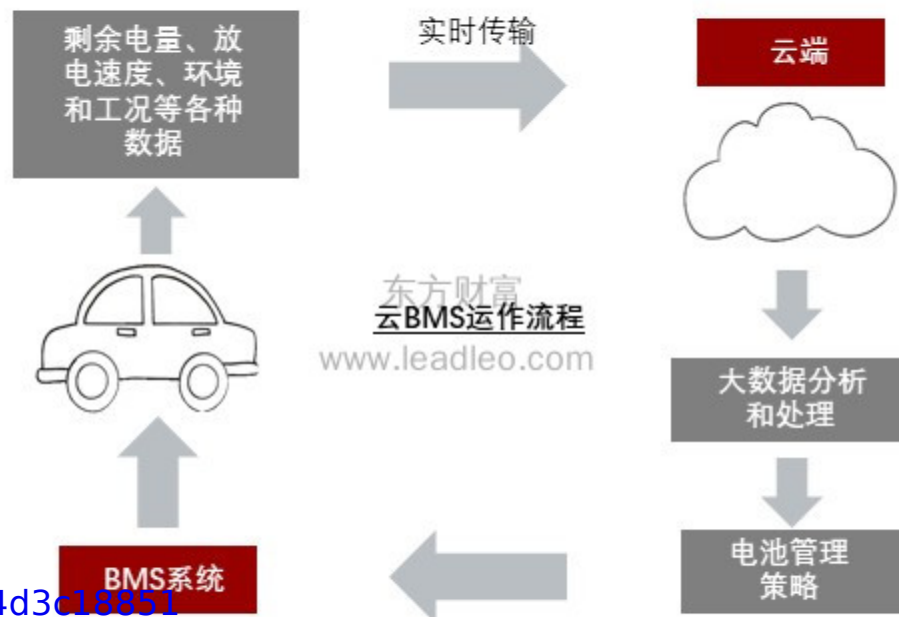 剩余电量、放
电速度、环境
和工况等各种
数据
实时传输
云端
东方财富
云BMS运作流程
www.leadleo.com
大数据分析
和处理
电池管理
策略
BMS系统
4d3c18851